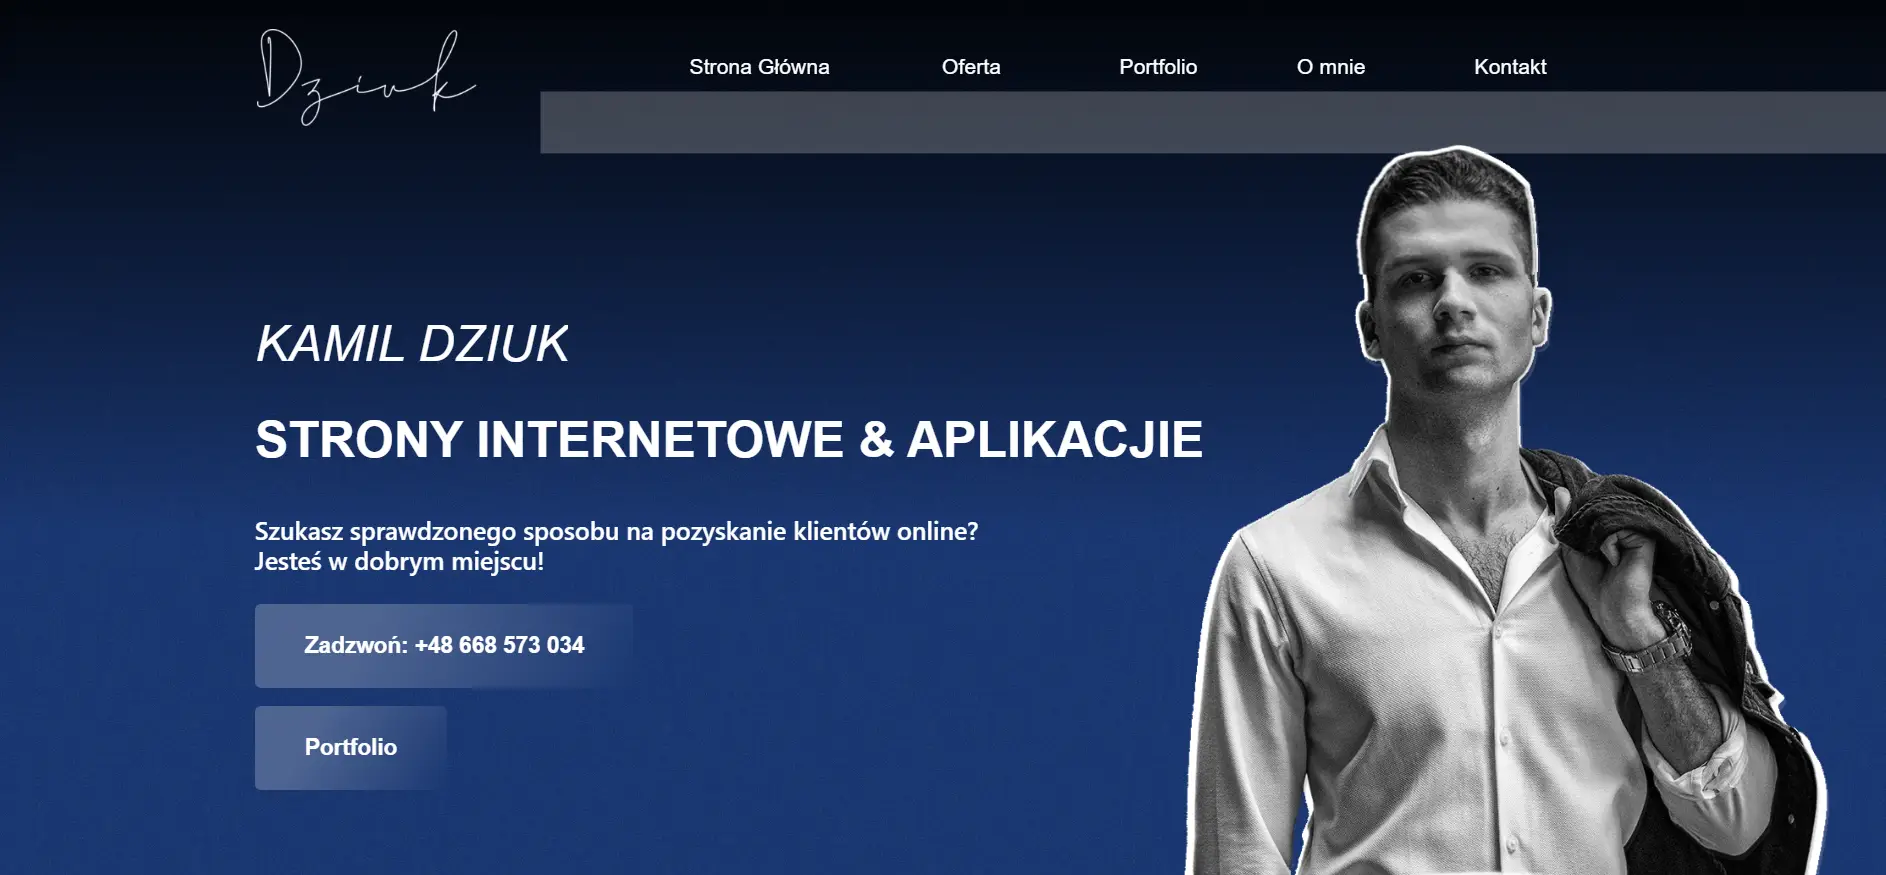 Dziuk
Strona Główna Oferta Portfolio O mnie Kontakt
KAMIL DZIUK
STRONY INTERNETOWE & APLIKACJIE
Szukasz sprawdzonego sposobu na pozyskanie klientów online?
Jesteś w dobrym miejscu!
Zadzwoń: +48 668 573 034
Portfolio